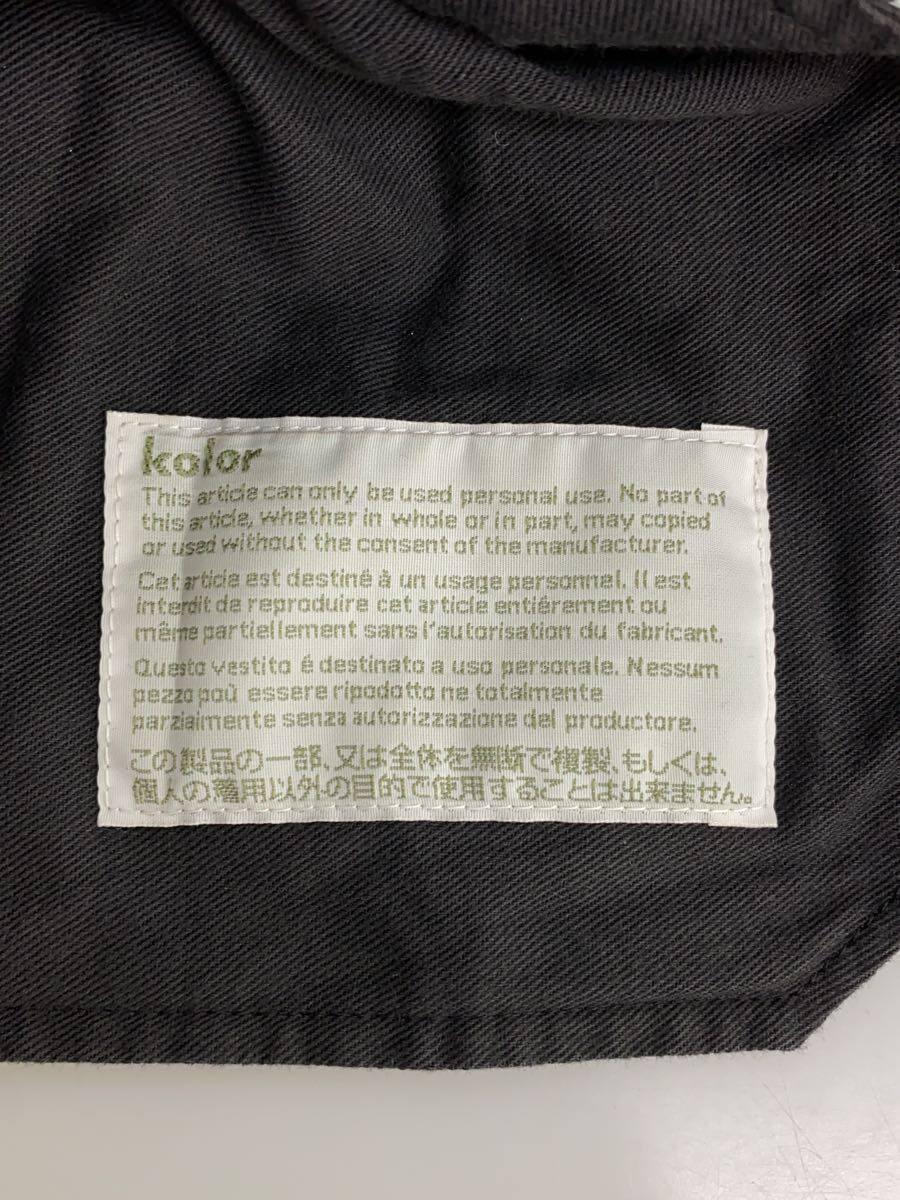 kolor
This article can only be used personal use. No part of
this article, whether in whole or in part, may copied
or used without the consent of the manufacturer.
Cet article est destiné à un usage personnel. Il est
interdit de reproduire cet article entiérement ou
même partiellement sans l'autorisation du fabricant.
Questo vestito é destinato a uso personale. Nessum
pezzo poù essere ripodotto ne totalmente
parzialmente senza autorizzazione del productore.
この製品の一部、又は全体を無断で複製、もしくは、
個人の着用以外の目的で使用することは出来ません。